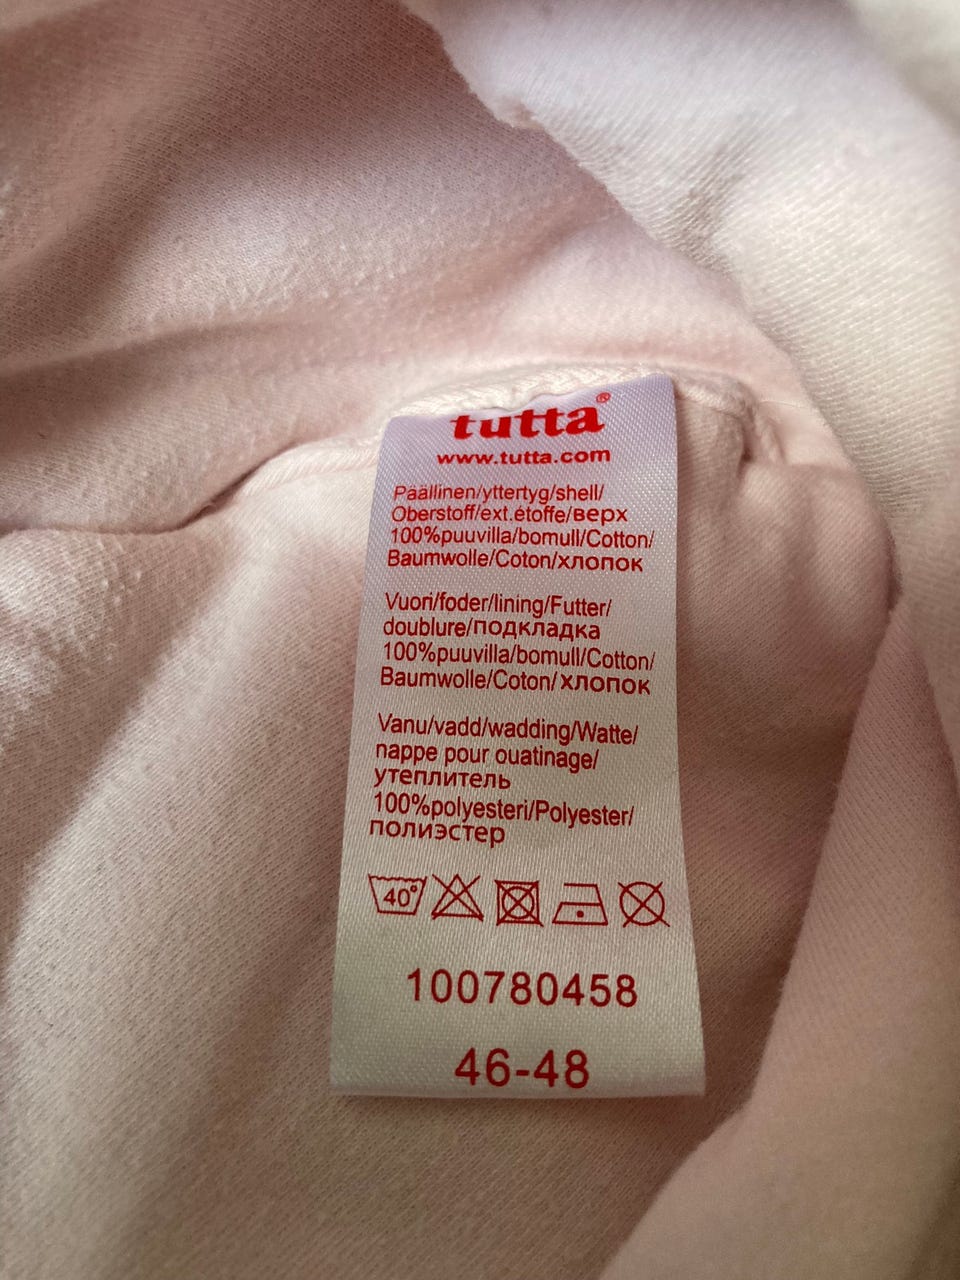 tutta®
www.tutta.com
Päällinen/yttertyg/shell/
Oberstoff/ext.étoffe/верх
100%puuvilla/bomull/Cotton/
Baumwolle/Coton/хлопок
Vuori/foder/lining/Futter/
doublure/подкладка
100%puuvilla/bomull/Cotton/
Baumwolle/Coton/хлопок
Vanu/vadd/wadding/Watte/
nappe pour ouatinage/
утеплитель
100%polyesteri/Polyester/
полиэстер
40°
100780458
46-48